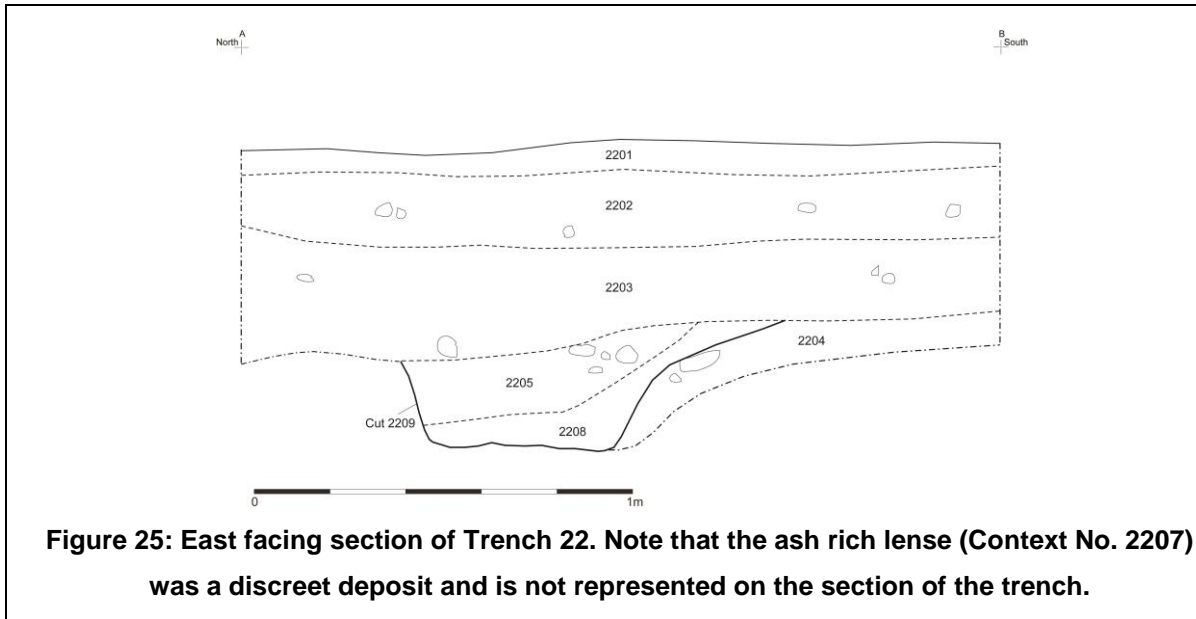 A
North
B
South
2201
2202
2203
2204
2205
Cut 2209
2208
0
1m
Figure 25: East facing section of Trench 22. Note that the ash rich lense (Context No. 2207)
was a discreet deposit and is not represented on the section of the trench.